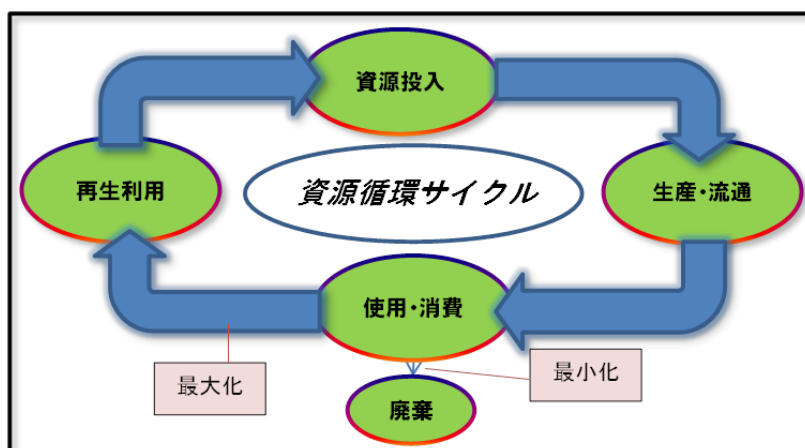 資源投入
再生利用
資源循環サイクル
生産・流通
使用・消費
最大化
最小化
廃棄